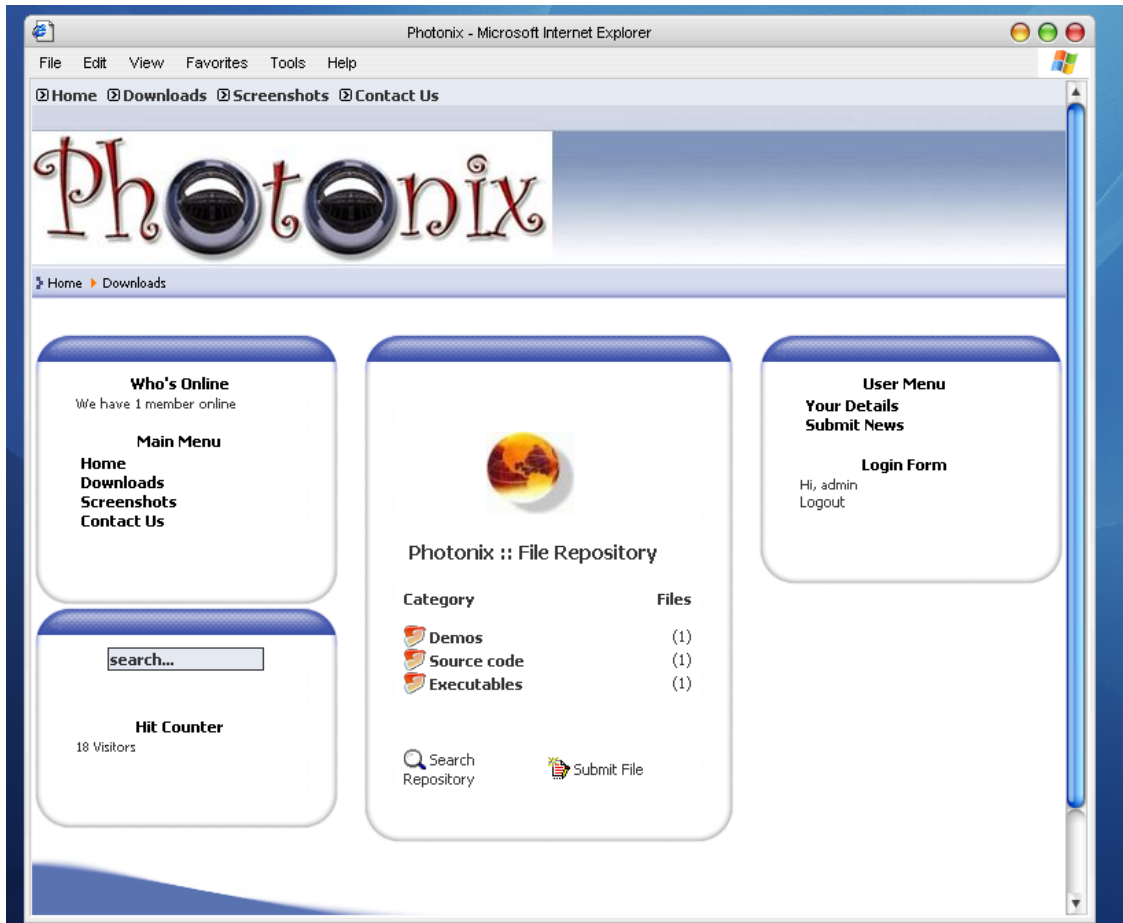 Photonix - Microsoft Internet Explorer
File Edit View Favorites Tools Help
Home Downloads Screenshots Contact Us
Photonix
Home Downloads
Who's Online
We have 1 member online
Main Menu
Home
Downloads
Screenshots
Contact Us
search...
Hit Counter
18 Visitors
Photonix :: File Repository
Category Files
Demos (1)
Source code (1)
Executables (1)
Search
Repository
Submit File
User Menu
Your Details
Submit News
Login Form
Hi, admin
Logout